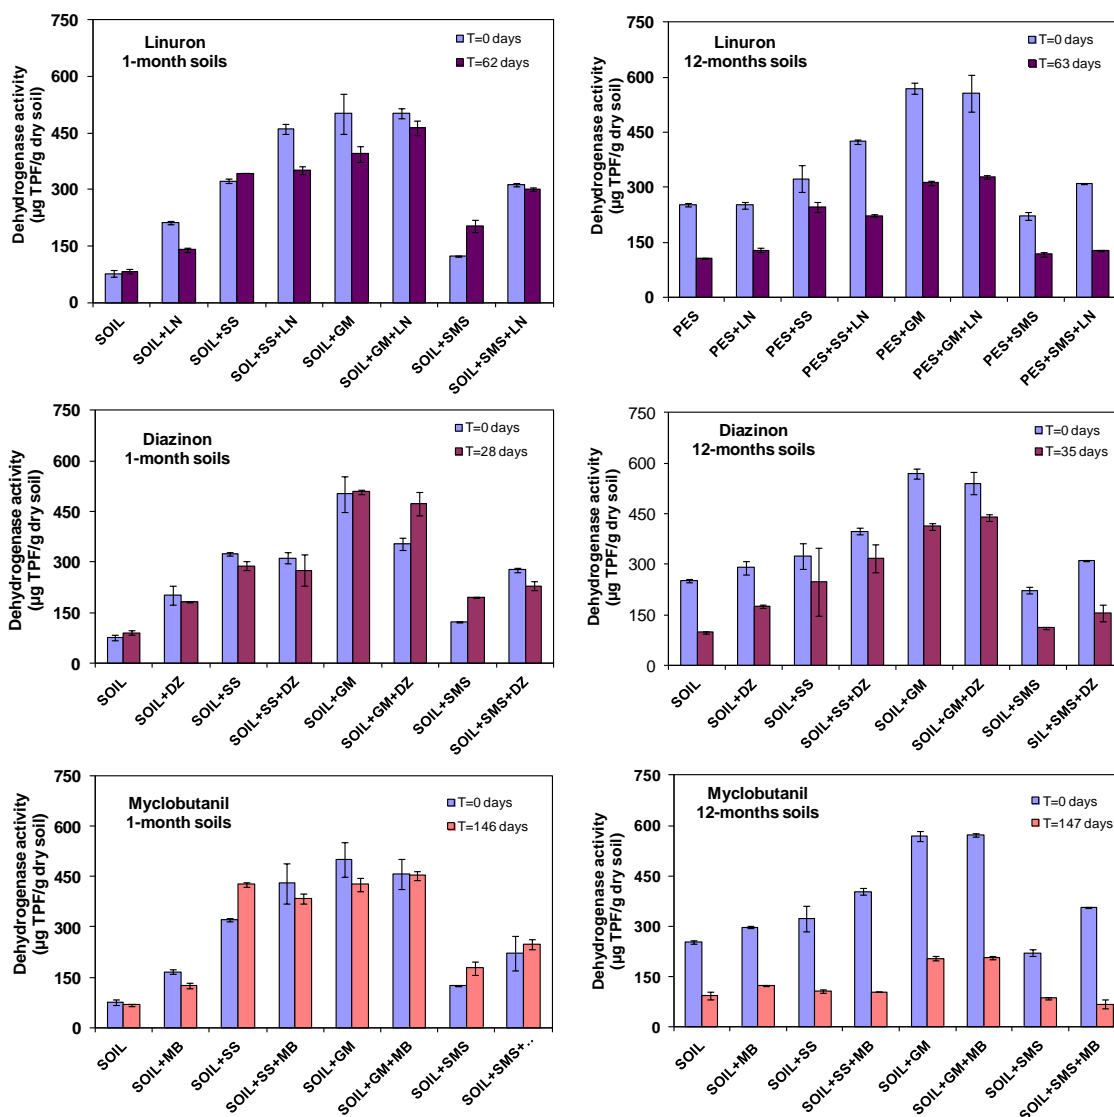 Dehydrogenase activity
(µg TPF/g dry soil)
750
600
450
300
150
0
Linuron
1-month soils
T=0 days
T=62 days
SOIL
SOIL+LN
SOIL+SS
SOIL+SS+LN
SOIL+GM
SOIL+GM+LN
SOIL+SMS
SOIL+SMS+LN
Dehydrogenase activity
(µg TPF/g dry soil)
750
600
450
300
150
0
Linuron
12-months soils
T=0 days
T=63 days
PES
PES+LN
PES+SS
PES+SS+LN
PES+GM
PES+GM+LN
PES+SMS
PES+SMS+LN
Dehydrogenase activity
(µg TPF/g dry soil)
750
600
450
300
150
0
Diazinon
1-month soils
T=0 days
T=28 days
SOIL
SOIL+DZ
SOIL+SS
SOIL+SS+DZ
SOIL+GM
SOIL+GM+DZ
SOIL+SMS
SOIL+SMS+DZ
Dehydrogenase activity
(µg TPF/g dry soil)
750
600
450
300
150
0
Diazinon
12-months soils
T=0 days
T=35 days
SOIL
SOIL+DZ
SOIL+SS
SOIL+SS+DZ
SOIL+GM
SOIL+GM+DZ
SOIL+SMS
SIL+SMS+DZ
Dehydrogenase activity
(µg TPF/g dry soil)
750
600
450
300
150
0
Myclobutanil
1-month soils
T=0 days
T=146 days
SOIL
SOIL+MB
SOIL+SS
SOIL+SS+MB
SOIL+GM
SOIL+GM+MB
SOIL+SMS
SOIL+SMS+..
Dehydrogenase activity
(µg TPF/g dry soil)
750
600
450
300
150
0
Myclobutanil
12-months soils
T=0 days
T=147 days
SOIL
SOIL+MB
SOIL+SS
SOIL+SS+MB
SOIL+GM
SOIL+GM+MB
SOIL+SMS
SOIL+SMS+MB